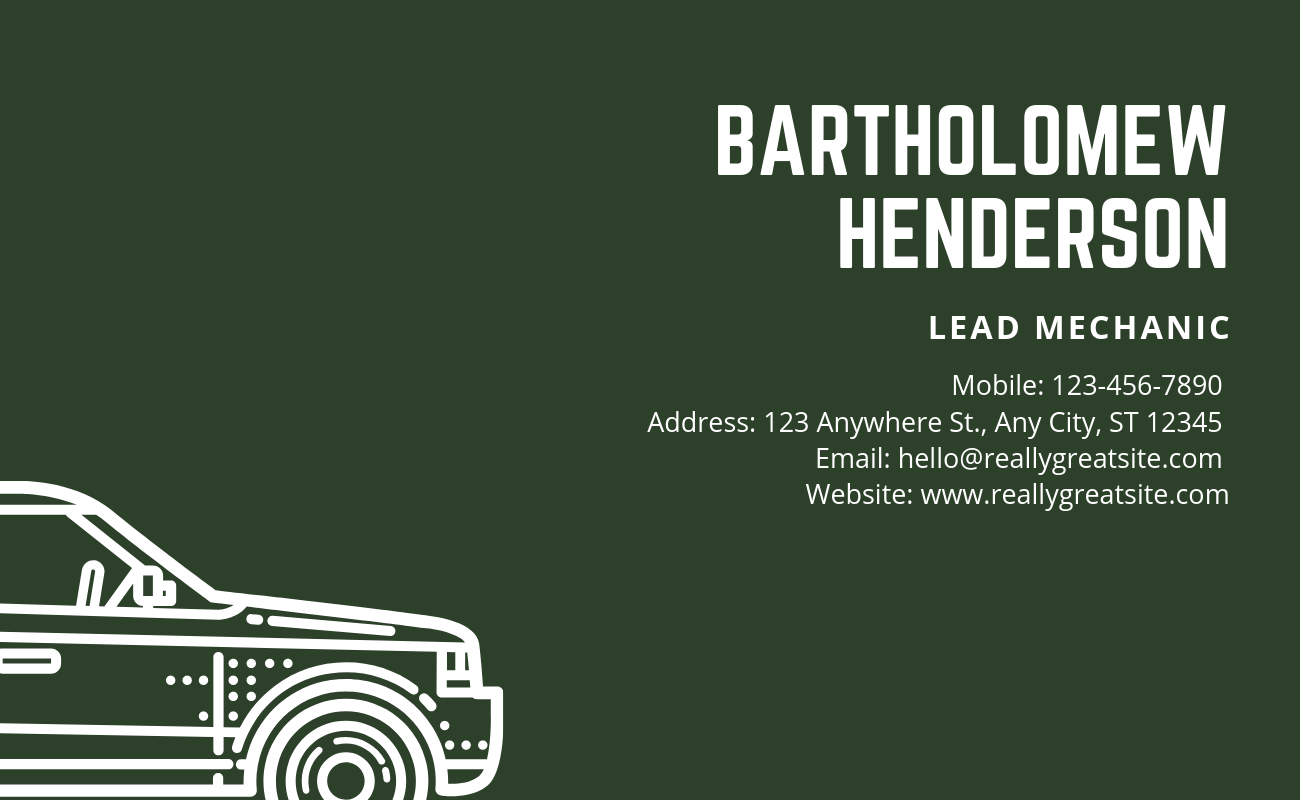 BARTHOLOMEW
HENDERSON
LEAD MECHANIC
Mobile: 123-456-7890
Address: 123 Anywhere St., Any City, ST 12345
Email: hello@reallygreatsite.com
Website: www.reallygreatsite.com